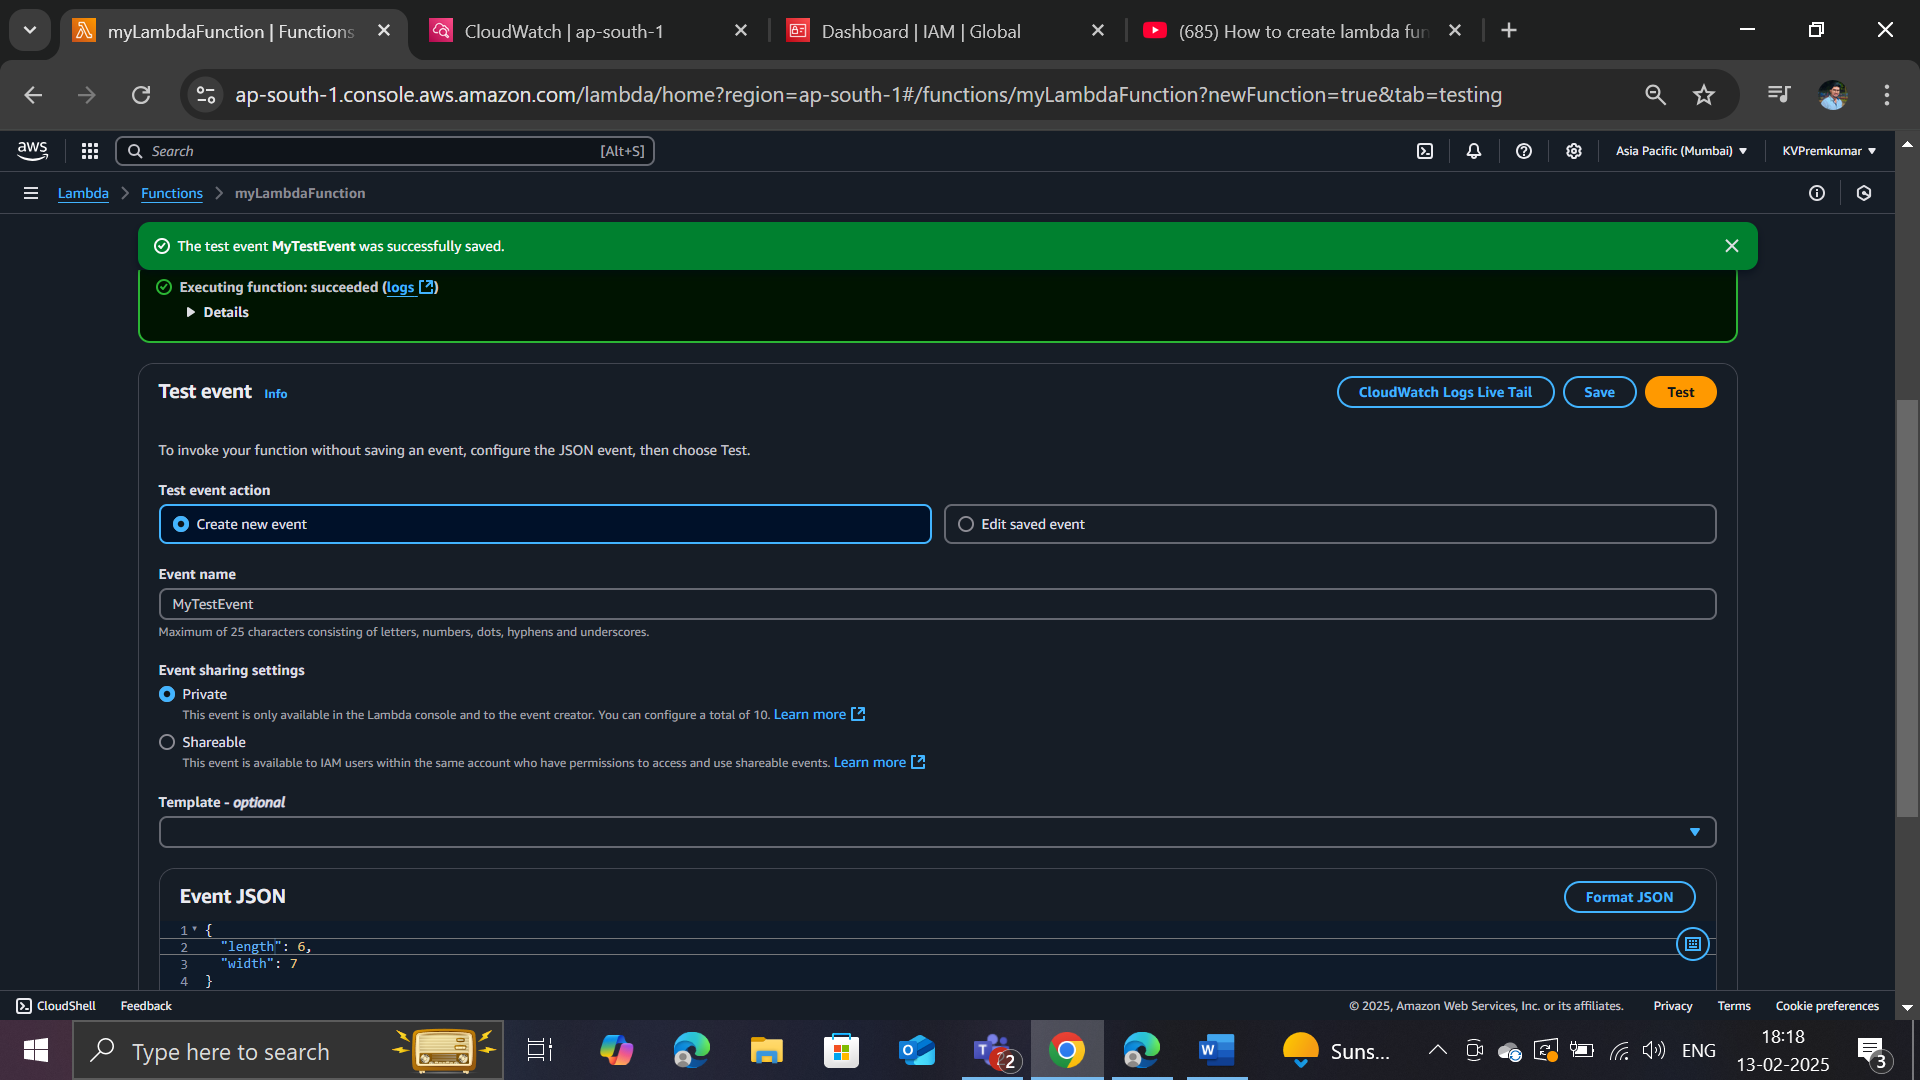 myLambdaFunction | Functions
CloudWatch | ap-south-1
Dashboard | IAM | Global
(685) How to create lambda fun
ap-south-1.console.aws.amazon.com/lambda/home?region=ap-south-1#/functions/myLambdaFunction?newFunction=true&tab=testing
aws
Search
[Alt+S]
Asia Pacific (Mumbai)
KVPremkumar
Lambda
Functions
myLambdaFunction
The test event MyTestEvent was successfully saved.
Executing function: succeeded (logs)
Details
Test event Info
CloudWatch Logs Live Tail
Save
Test
To invoke your function without saving an event, configure the JSON event, then choose Test.
Test event action
Create new event
Edit saved event
Event name
MyTestEvent
Maximum of 25 characters consisting of letters, numbers, dots, hyphens and underscores.
Event sharing settings
Private
This event is only available in the Lambda console and to the event creator. You can configure a total of 10. Learn more
Shareable
This event is available to IAM users within the same account who have permissions to access and use shareable events. Learn more
Template - optional
Event JSON
Format JSON
1 {
2 "length": 6,
3 "width": 7
4 }
CloudShell
Feedback
© 2025, Amazon Web Services, Inc. or its affiliates.
Privacy
Terms
Cookie preferences
Type here to search
2
Suns...
ENG
18:18
13-02-2025
3